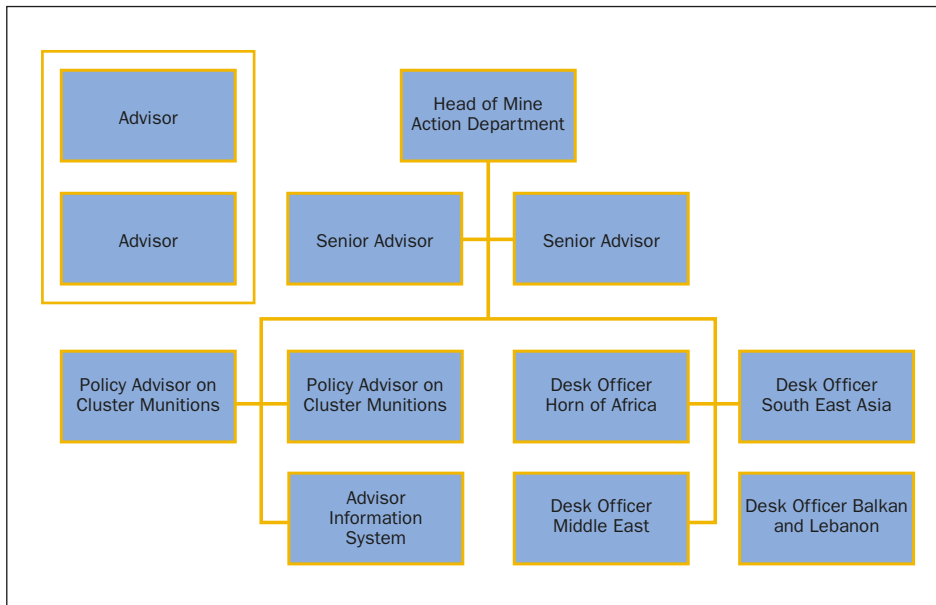 Advisor
Head of Mine
Action Department
Advisor
Senior Advisor
Senior Advisor
Policy Advisor on
Cluster Munitions
Policy Advisor on
Cluster Munitions
Desk Officer
Horn of Africa
Desk Officer
South East Asia
Advisor
Information
System
Desk Officer
Middle East
Desk Officer Balkan
and Lebanon